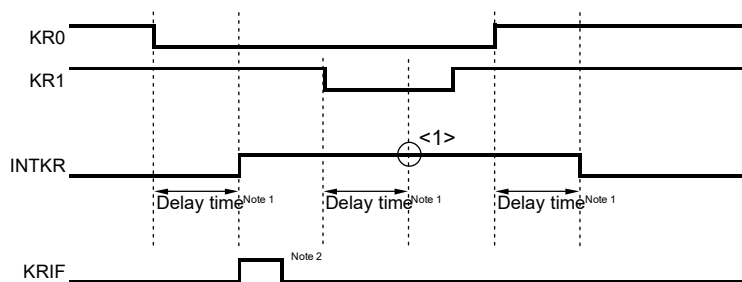 KR0
KR1
<1>
INTKR
Delay time Note 1 Delay time Note 1 Delay time Note 1
Note 2
KRIF